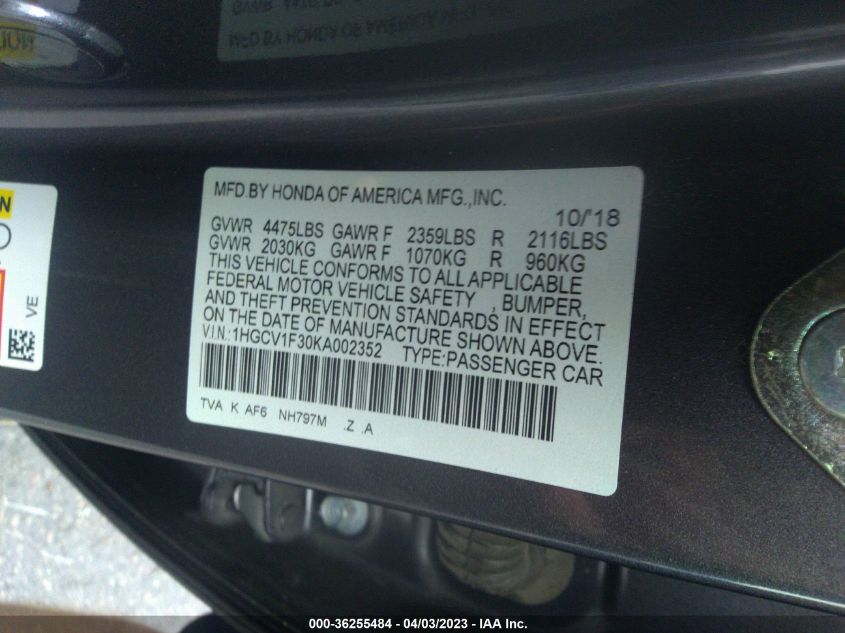 MFD.BY HONDA OF AMERICA MFG.,INC.
10/'18
GVWR 4475LBS GAWR F 2359LBS R 2116LBS
GVWR 2030KG GAWR F 1070KG R 960KG
THIS VEHICLE CONFORMS TO ALL APPLICABLE
FEDERAL MOTOR VEHICLE SAFETY , BUMPER,
AND THEFT PREVENTION STANDARDS IN EFFECT
ON THE DATE OF MANUFACTURE SHOWN ABOVE.
V.I.N.:1HGCV1F30KA002352 TYPE:PASSENGER CAR
TVA K AF6 NH797M .Z .A
VE
000-36255484 - 04/03/2023 - IAA Inc.